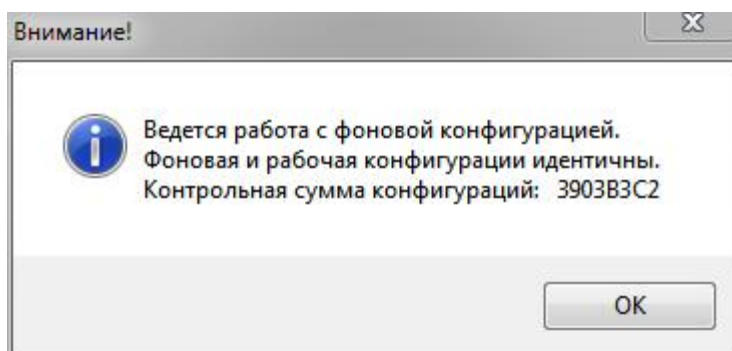 Внимание!
Ведется работа с фоновой конфигурацией.
Фоновая и рабочая конфигурации идентичны.
Контрольная сумма конфигураций: 3903B3C2
OK